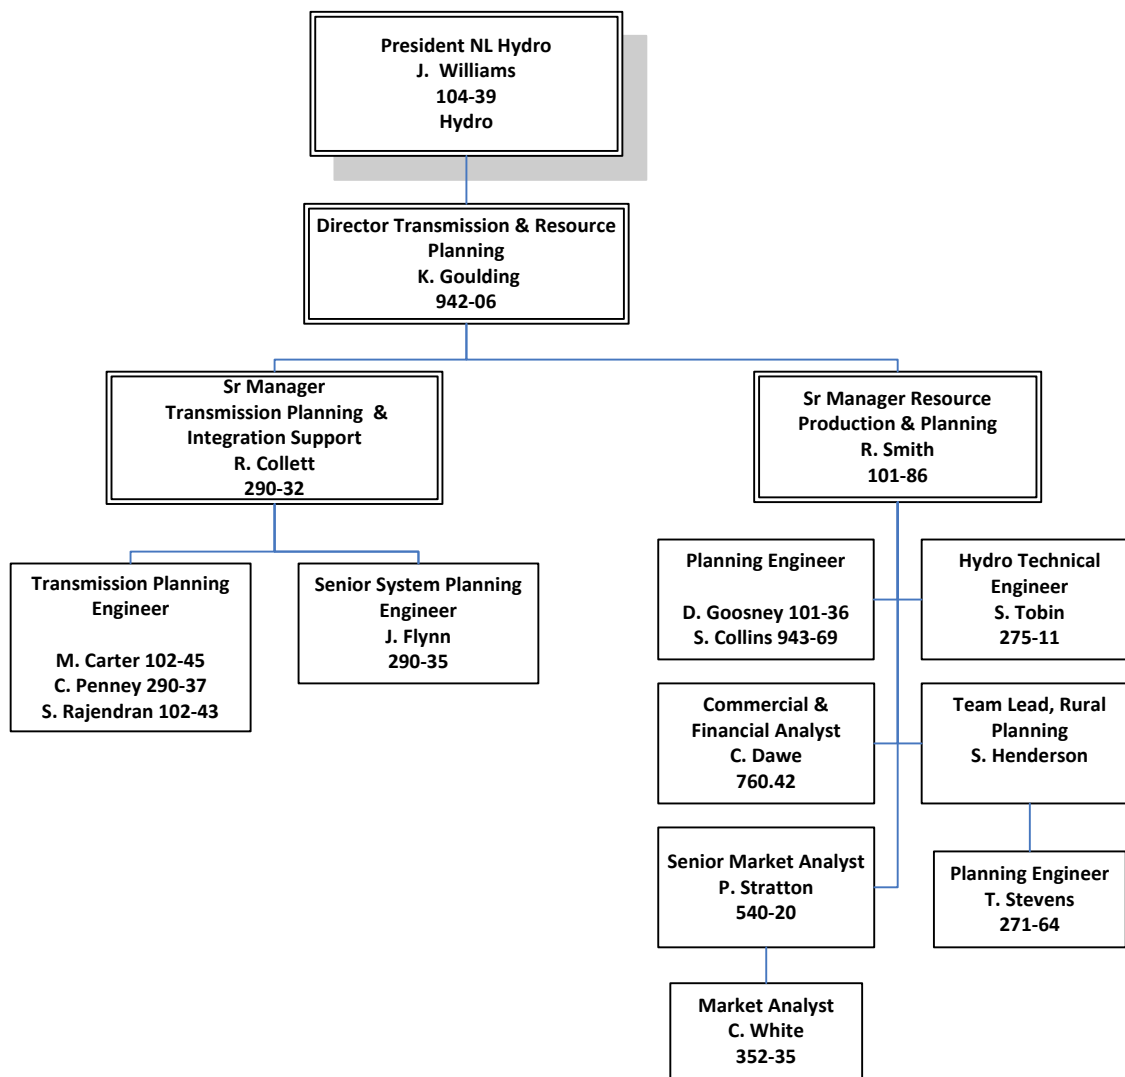 President NL Hydro
J. Williams
104-39
Hydro
Director Transmission & Resource
Planning
K. Goulding
942-06
Sr Manager
Transmission Planning &
Integration Support
R. Collett
290-32
Sr Manager Resource
Production & Planning
R. Smith
101-86
Transmission Planning
Engineer
M. Carter 102-45
C. Penney 290-37
S. Rajendran 102-43
Senior System Planning
Engineer
J. Flynn
290-35
Planning Engineer
D. Goosney 101-36
S. Collins 943-69
Hydro Technical
Engineer
S. Tobin
275-11
Commercial &
Financial Analyst
C. Dawe
760.42
Team Lead, Rural
Planning
S. Henderson
Senior Market Analyst
P. Stratton
540-20
Planning Engineer
T. Stevens
271-64
Market Analyst
C. White
352-35